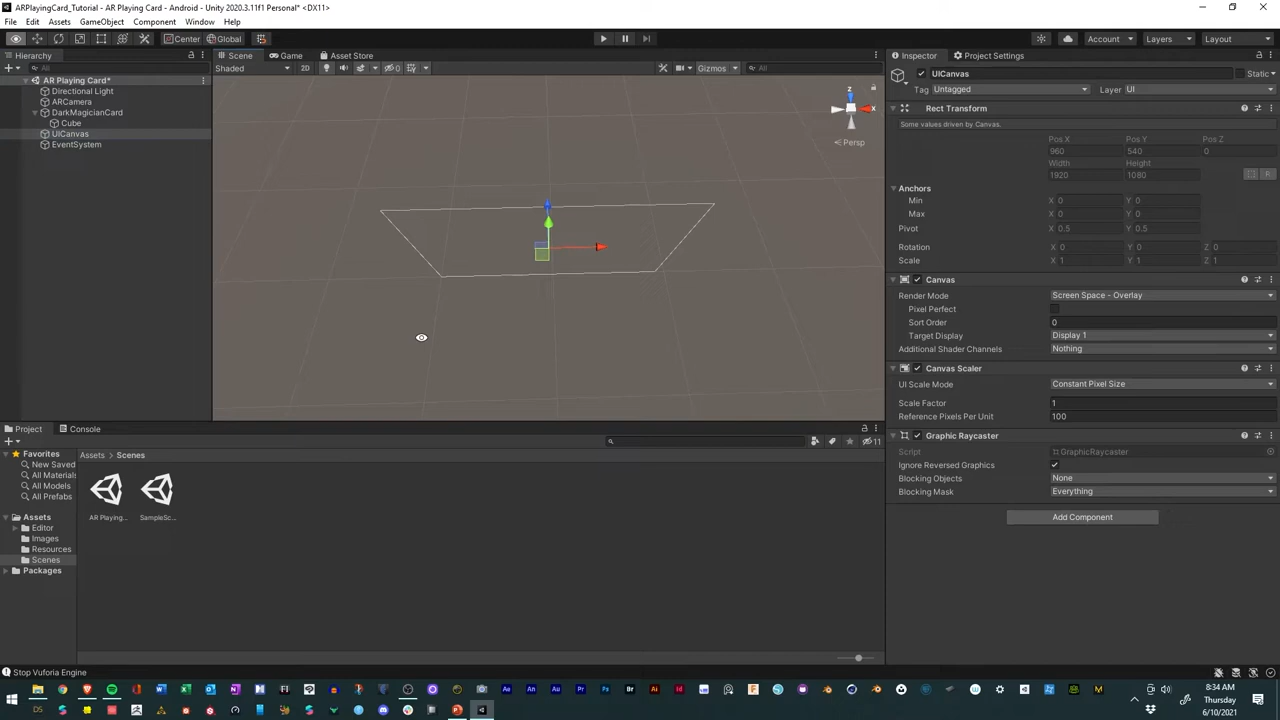 ARPlayingCard_Tutorial - AR Playing Card - Android - Unity 2020.3.11f1 Personal* <DX11>
File Edit Assets GameObject Component Window Help
Center Global Account Layers Layout
Hierarchy Scene Game Asset Store Inspector Project Settings
All Shaded 2D 0 Gizmos All UICanvas Static
AR Playing Card*
Directional Light
ARCamera
DarkMagicianCard
Cube
UICanvas
EventSystem
z
x
Persp
Tag Untagged Layer UI
Rect Transform
Some values driven by Canvas.
Pos X Pos Y Pos Z
960 540 0
Width Height
1920 1080 R
Anchors
Min X 0 Y 0
Max X 0 Y 0
Pivot X 0.5 Y 0.5
Rotation X 0 Y 0 Z 0
Scale X 1 Y 1 Z 1
Canvas
Render Mode Screen Space - Overlay
Pixel Perfect
Sort Order 0
Target Display Display 1
Additional Shader Channels Nothing
Canvas Scaler
UI Scale Mode Constant Pixel Size
Scale Factor 1
Reference Pixels Per Unit 100
Graphic Raycaster
Script GraphicRaycaster
Ignore Reversed Graphics
Blocking Objects None
Blocking Mask Everything
Add Component
Project Console
11
Favorites
New Saved
All Materials
All Models
All Prefabs
Assets
Editor
Images
Resources
Scenes
Packages
Assets Scenes
AR Playing... SampleSc...
Stop Vuforia Engine
8:34 AM
Thursday
6/10/2021